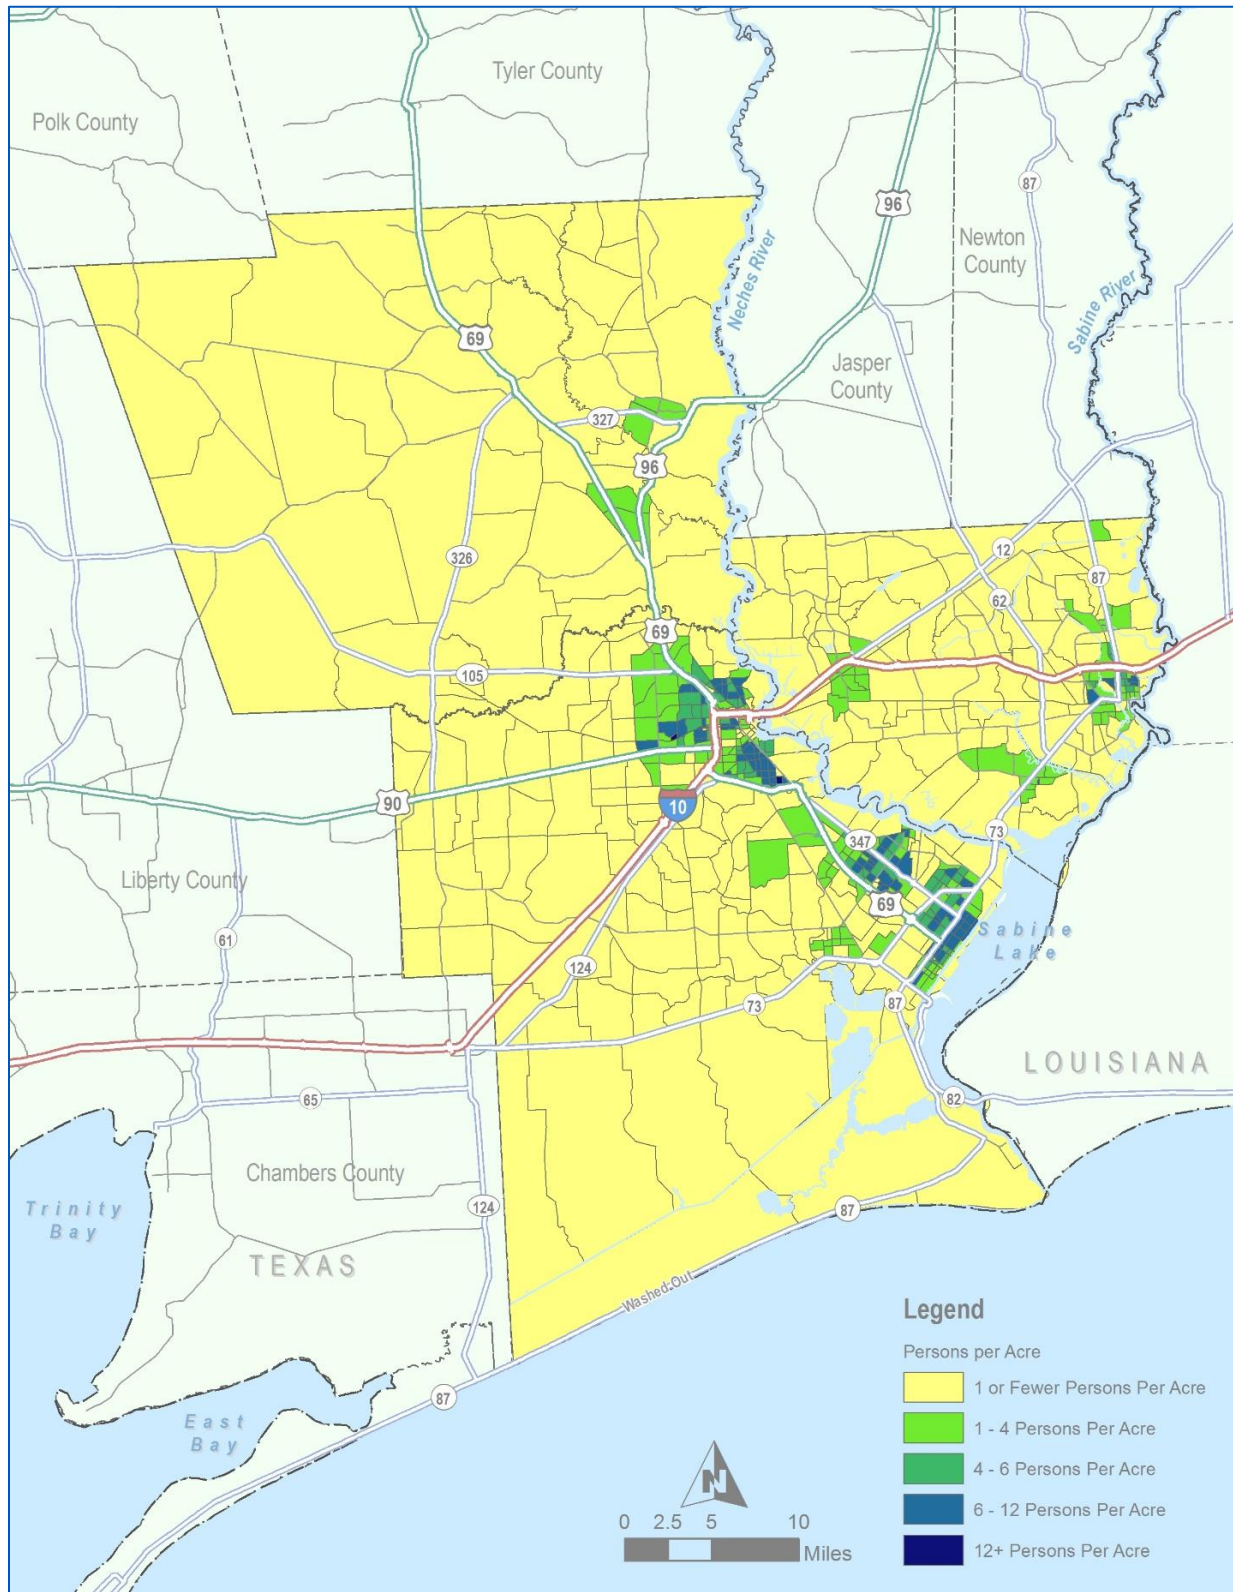 Tyler County
Polk County
96
87
Newton
County
Neches River
Sabine River
69
Jasper
County
327
96
12
326
87
62
69
105
90
10
347
73
Liberty County
69
Sabine
Lake
61
124
73
87
LOUISIANA
65
82
Chambers County
Trinity
Bay
124
87
TEXAS
Washed Out
87
East
Bay
Legend
Persons per Acre
1 or Fewer Persons Per Acre
1 - 4 Persons Per Acre
4 - 6 Persons Per Acre
6 - 12 Persons Per Acre
12+ Persons Per Acre
N
0 2.5 5 10
Miles